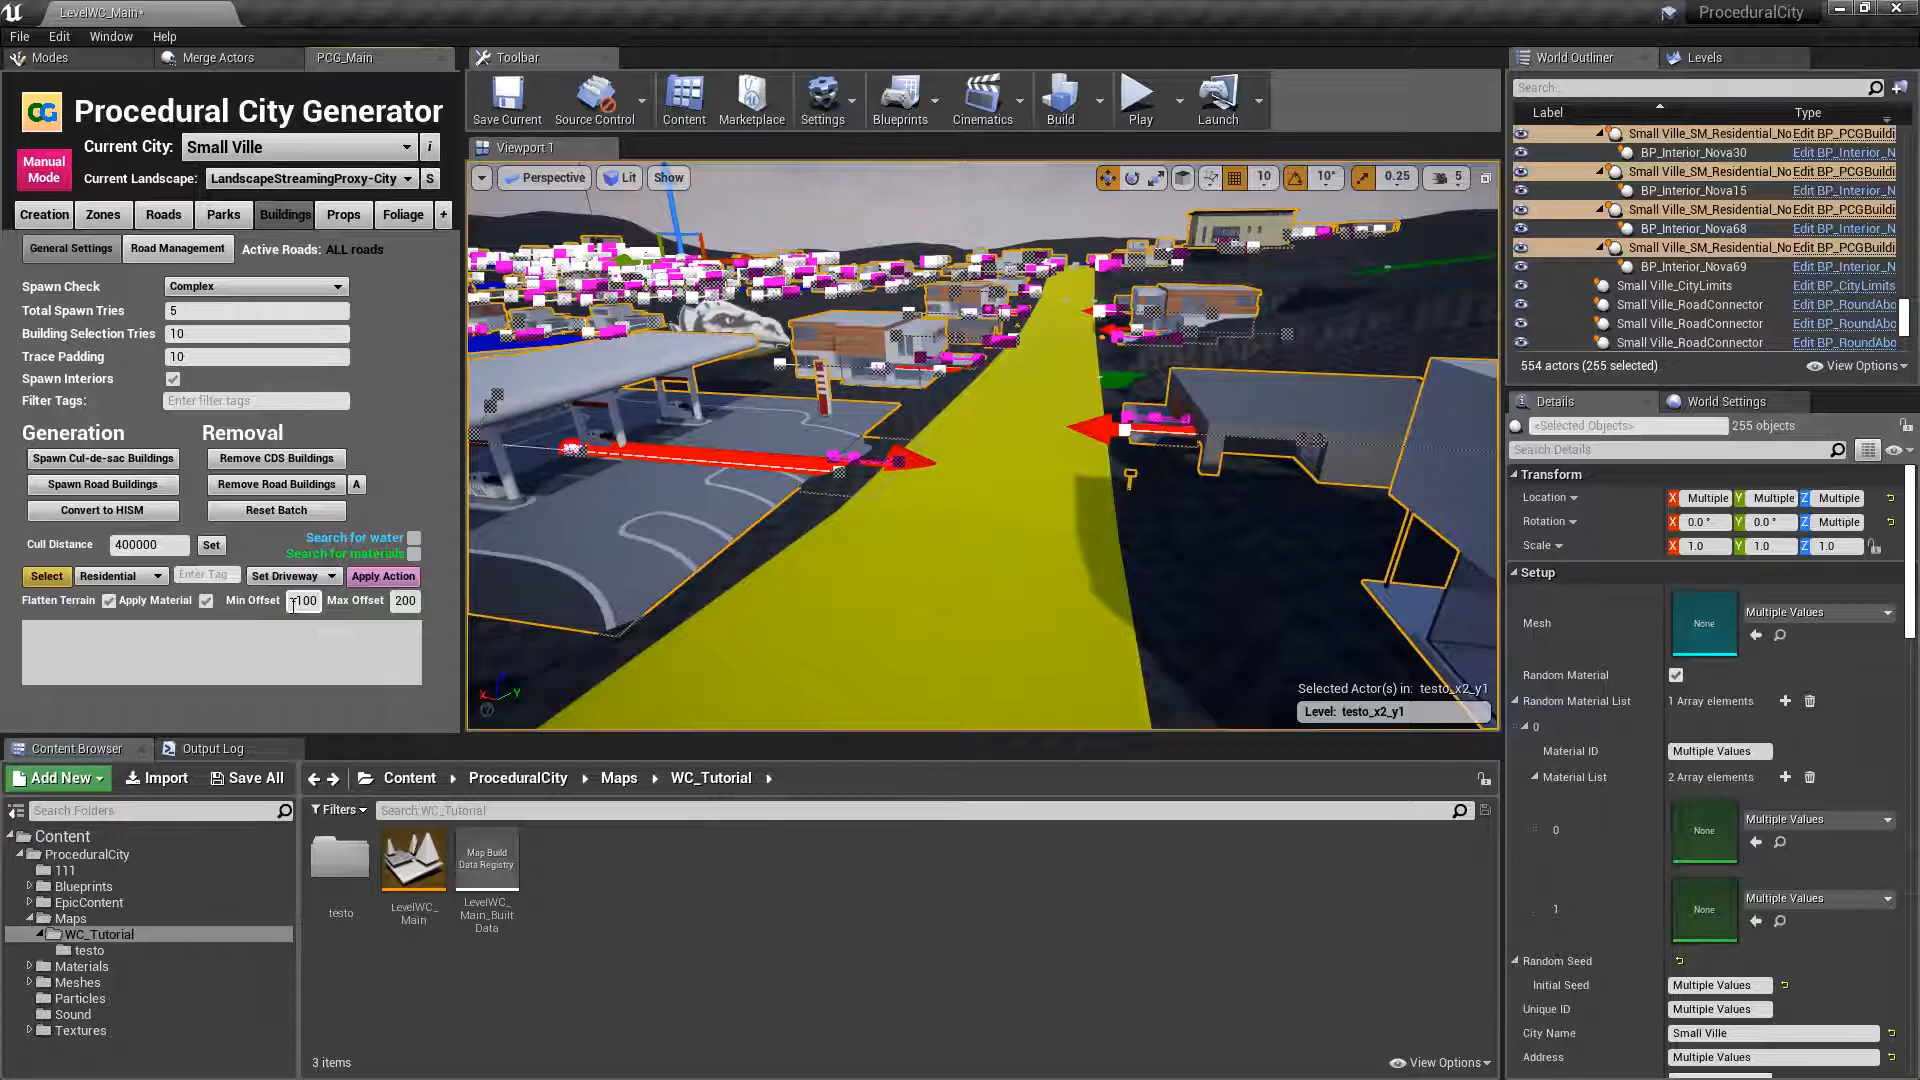 LevelWC_Main*
ProceduralCity
File Edit Window Help
Modes Merge Actors PCG_Main
Procedural City Generator
Manual Mode
Current City: Small Ville i
Current Landscape: LandscapeStreamingProxy-City S
Creation Zones Roads Parks Buildings Props Foliage +
General Settings Road Management Active Roads: ALL roads
Spawn Check Complex
Total Spawn Tries 5
Building Selection Tries 10
Trace Padding 10
Spawn Interiors
Filter Tags: Enter filter tags
Generation Removal
Spawn Cul-de-sac Buildings Remove CDS Buildings
Spawn Road Buildings Remove Road Buildings A
Convert to HISM Reset Batch
Cull Distance 400000 Set Search for water
Search for materials
Select Residential Enter Tag Set Driveway Apply Action
Flatten Terrain Apply Material Min Offset -100 Max Offset 200
Toolbar
Save Current Source Control Content Marketplace Settings Blueprints Cinematics Build Play Launch
Viewport 1
Perspective Lit Show 10 10° 0.25 5
X Y Z
Selected Actor(s) in: testo_x2_y1
Level: testo_x2_y1
World Outliner Levels
Search...
Label Type
Small Ville_SM_Residential_No Edit BP_PCGBuildi
BP_Interior_Nova30 Edit BP_Interior_N
Small Ville_SM_Residential_No Edit BP_PCGBuildi
BP_Interior_Nova15 Edit BP_Interior_N
Small Ville_SM_Residential_No Edit BP_PCGBuildi
BP_Interior_Nova68 Edit BP_Interior_N
Small Ville_SM_Residential_No Edit BP_PCGBuildi
BP_Interior_Nova69 Edit BP_Interior_N
Small Ville_CityLimits Edit BP_CityLimits
Small Ville_RoadConnector Edit BP_RoundAbo
Small Ville_RoadConnector Edit BP_RoundAbo
Small Ville_RoadConnector Edit BP_RoundAbo
554 actors (255 selected) View Options
Details World Settings
<Selected Objects> 255 objects
Search Details
Transform
Location X Multiple Y Multiple Z Multiple
Rotation X 0.0 ° Y 0.0 ° Z Multiple
Scale X 1.0 Y 1.0 Z 1.0
Setup
Mesh None Multiple Values
Random Material
Random Material List 1 Array elements
0
Material ID Multiple Values
Material List 2 Array elements
0 None Multiple Values
1 None Multiple Values
Random Seed
Initial Seed Multiple Values
Unique ID Multiple Values
City Name Small Ville
Address Multiple Values
Content Browser Output Log
Add New Import Save All Content ProceduralCity Maps WC_Tutorial
Search Folders Filters Search WC_Tutorial
Content
ProceduralCity
111
Blueprints
EpicContent
Maps
WC_Tutorial
testo
Materials
Meshes
Particles
Sound
Textures
Map Build
Data Registry
testo
LevelWC_
Main
LevelWC_
Main_Built
Data
3 items View Options